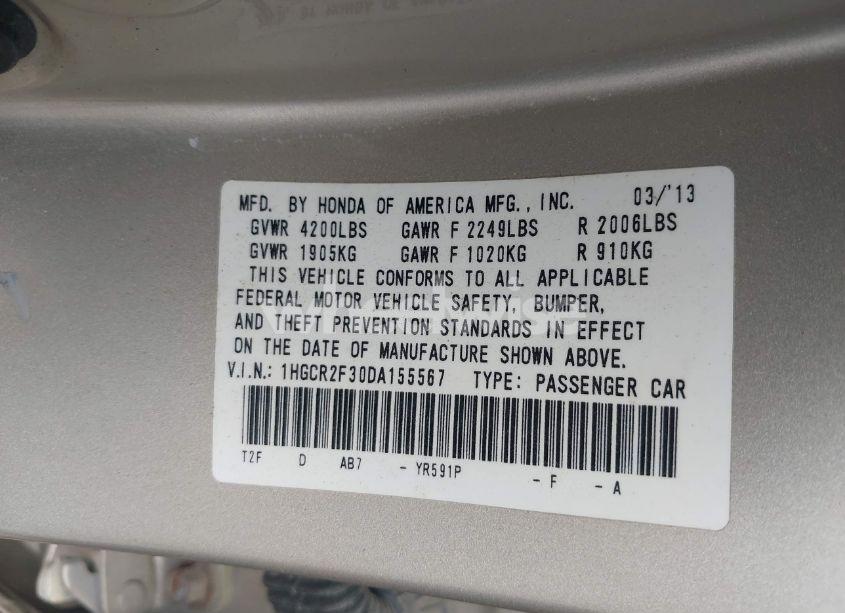 MFD. BY HONDA OF AMERICA MFG., INC. 03/'13
GVWR 4200LBS GAWR F 2249LBS R 2006LBS
GVWR 1905KG GAWR F 1020KG R 910KG
THIS VEHICLE CONFORMS TO ALL APPLICABLE
FEDERAL MOTOR VEHICLE SAFETY, BUMPER,
AND THEFT PREVENTION STANDARDS IN EFFECT
ON THE DATE OF MANUFACTURE SHOWN ABOVE.
V.I.N.: 1HGCR2F30DA155567 TYPE: PASSENGER CAR
T2F D AB7 - YR591P - F - A